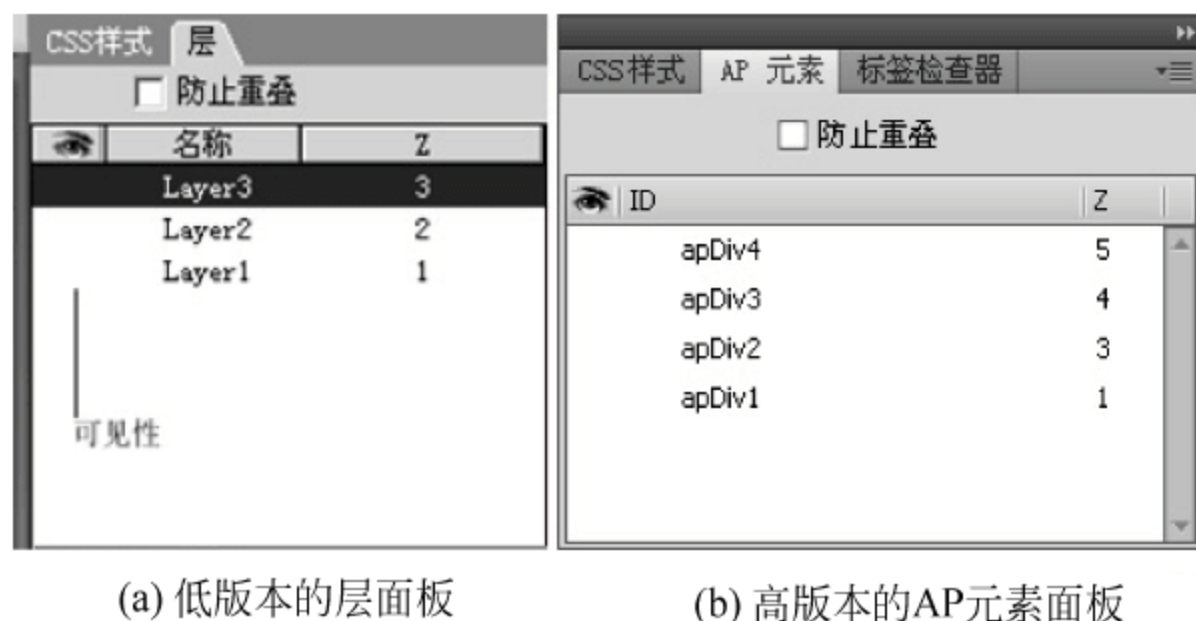 CSS样式 层
防止重叠
名称 Z
Layer3 3
Layer2 2
Layer1 1
可见性
(a) 低版本的层面板
CSS样式 AP 元素 标签检查器
防止重叠
ID Z
apDiv4 5
apDiv3 4
apDiv2 3
apDiv1 1
(b) 高版本的AP元素面板